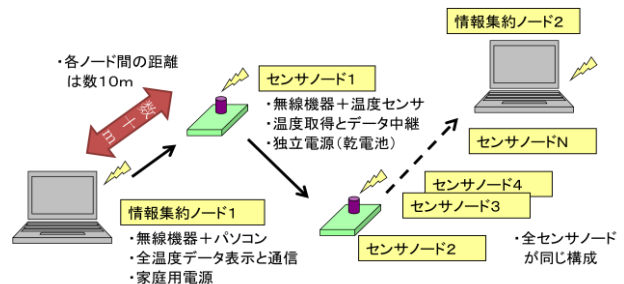 情報集約ノード2
・各ノード間の距離
は数10m
センサノード1
・無線機器＋温度センサ
・温度取得とデータ中継
・独立電源(乾電池)
数十m
センサノードN
センサノード4
センサノード3
センサノード2
・全センサノード
が同じ構成
情報集約ノード1
・無線機器＋パソコン
・全温度データ表示と通信
・家庭用電源